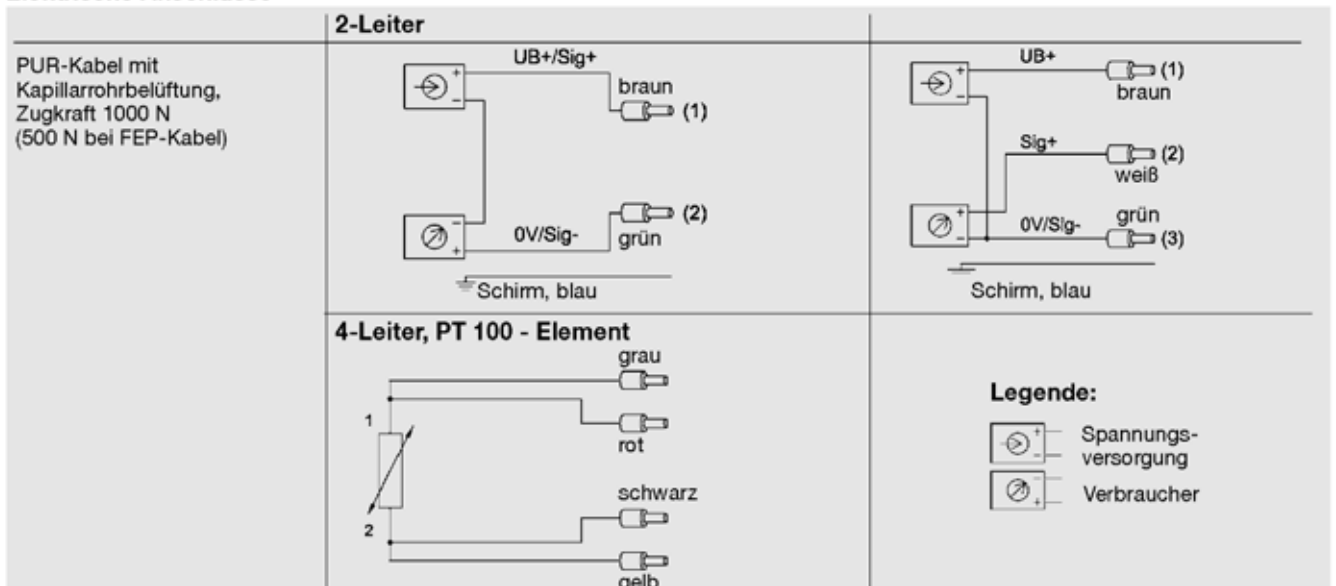 2-Leiter
PUR-Kabel mit
Kapillarrohrbelüftung,
Zugkraft 1000 N
(500 N bei FEP-Kabel)
UB+/Sig+
+
braun
(1)
−
−
(2)
+
0V/Sig-
grün
Schirm, blau
UB+
+
(1)
braun
−
Sig+
(2)
weiß
+
grün
0V/Sig-
−
(3)
Schirm, blau
4-Leiter, PT 100 - Element
grau
1
rot
schwarz
2
gelb
Legende:
+
−
Spannungs-
versorgung
−
+
Verbraucher